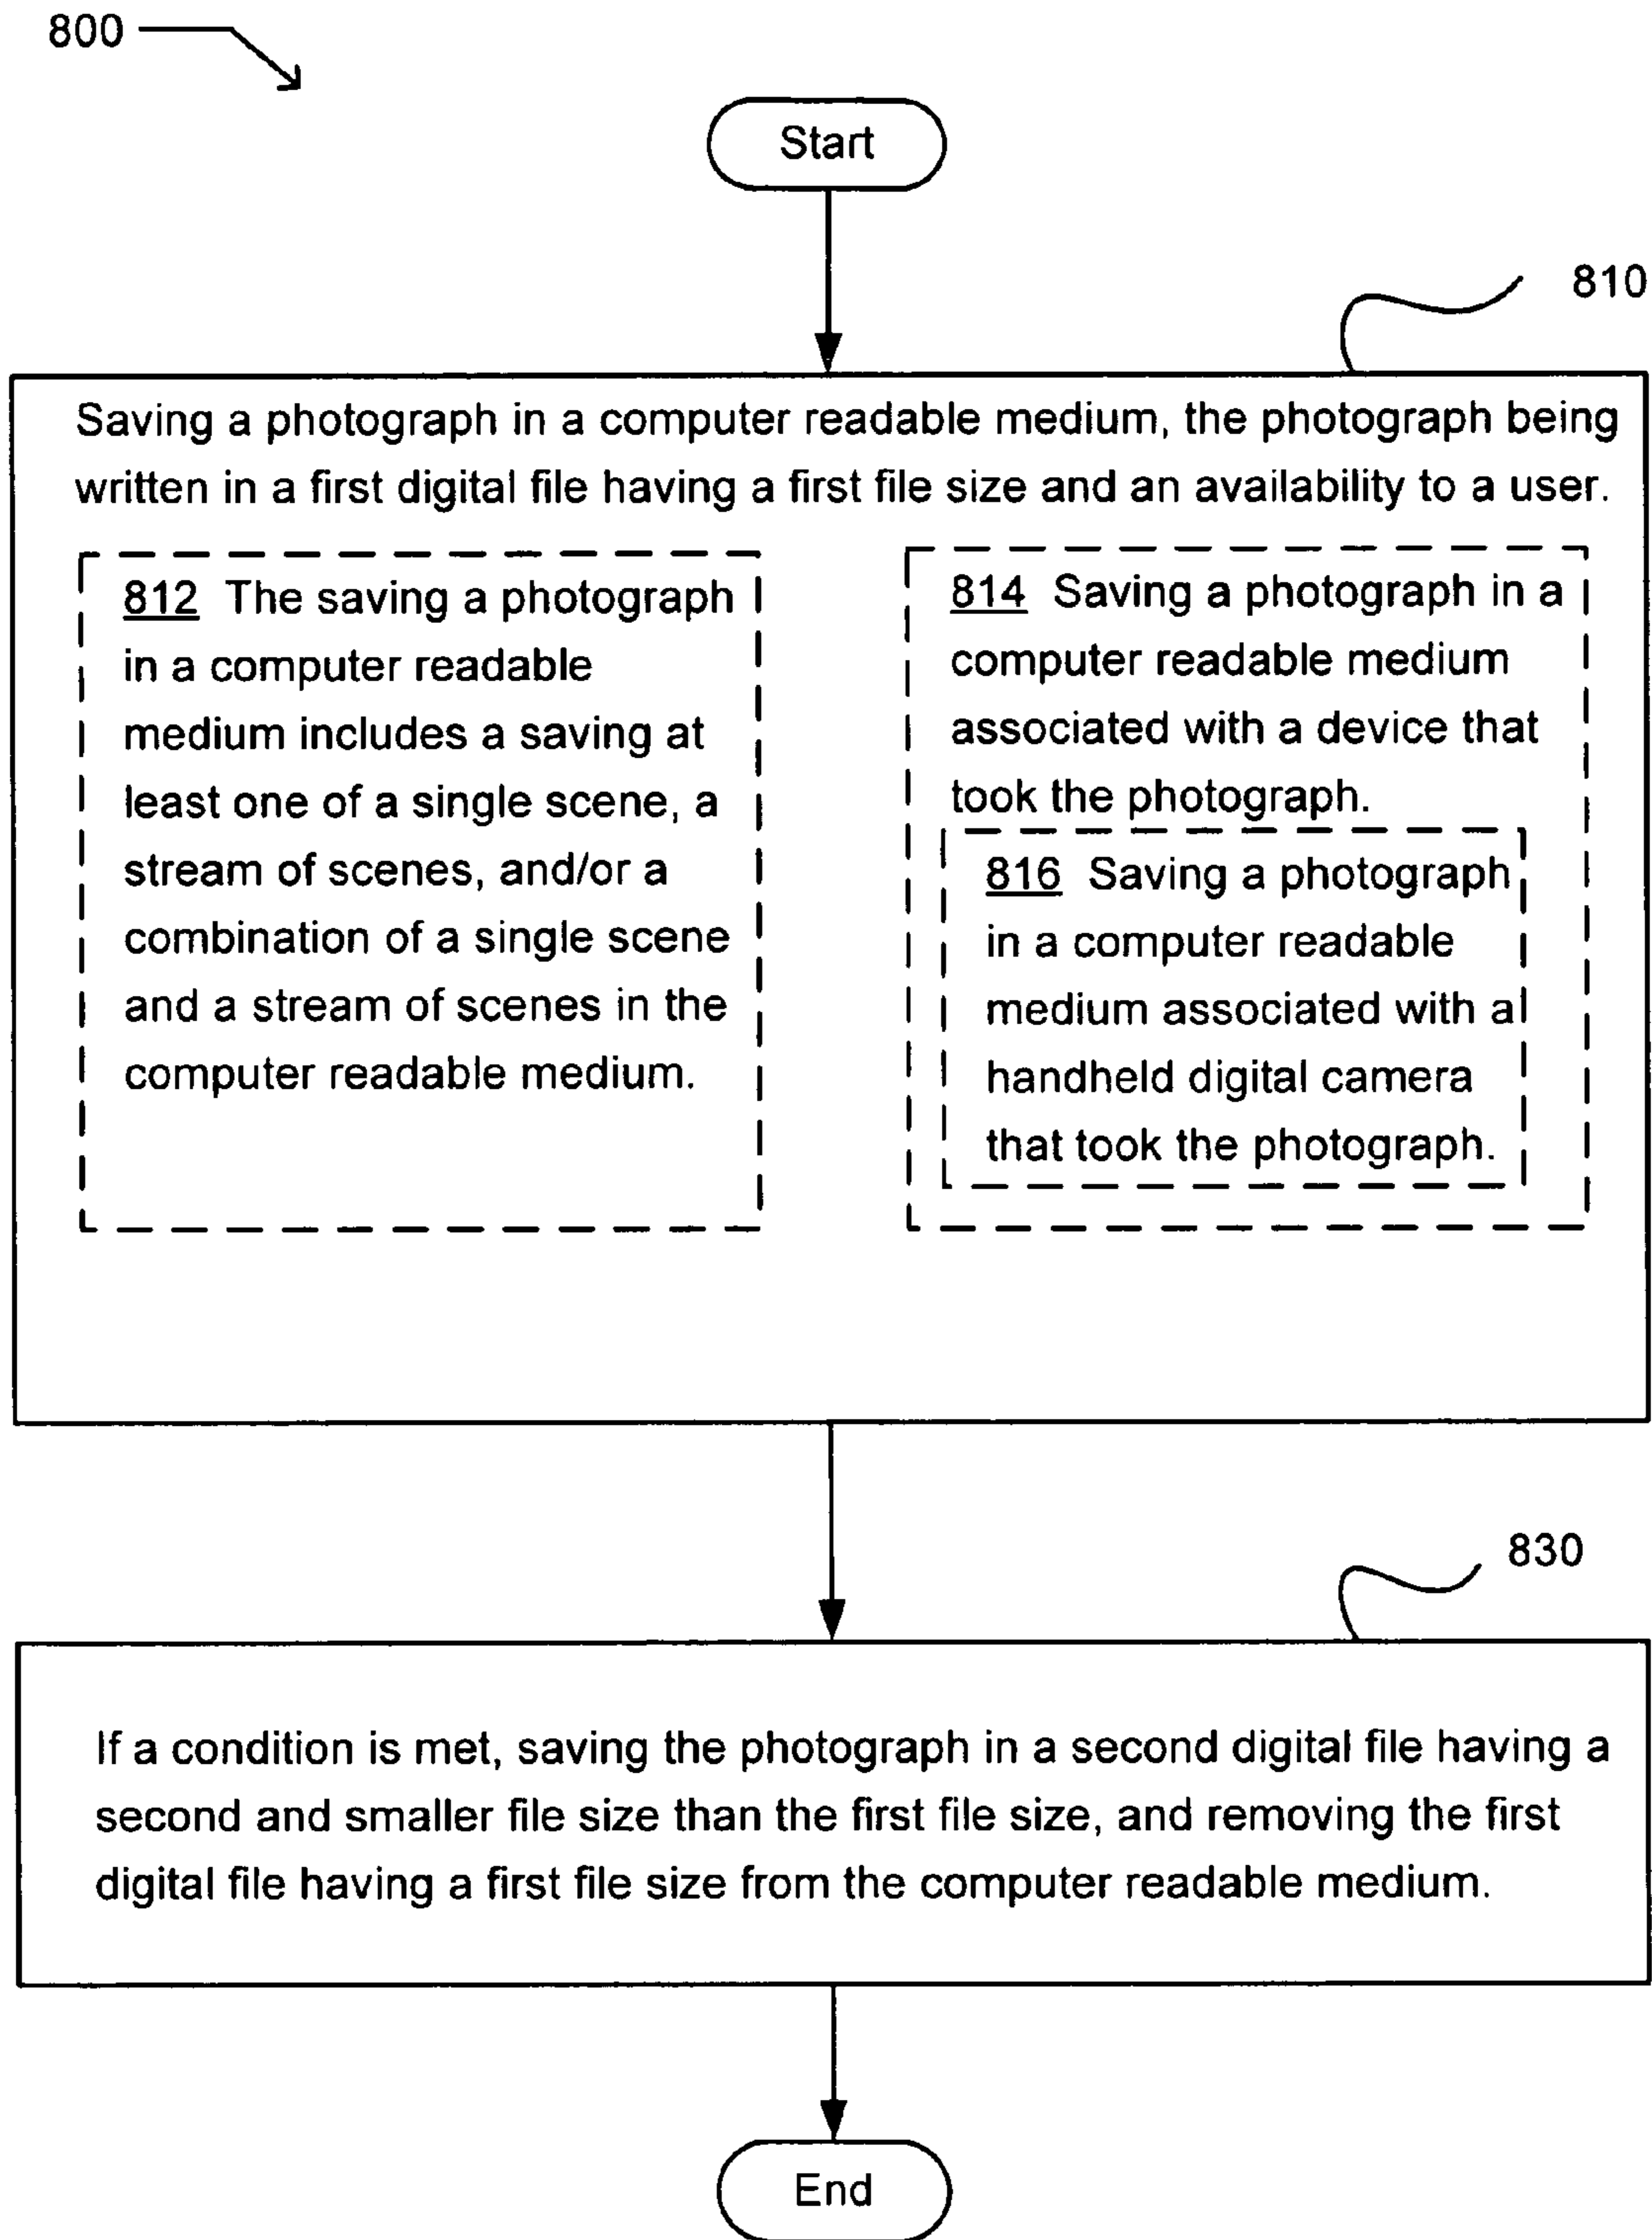 800
Start
810
Saving a photograph in a computer readable medium, the photograph being
written in a first digital file having a first file size and an availability to a user.
812 The saving a photograph
in a computer readable
medium includes a saving at
least one of a single scene, a
stream of scenes, and/or a
combination of a single scene
and a stream of scenes in the
computer readable medium.
814 Saving a photograph in a
computer readable medium
associated with a device that
took the photograph.
816 Saving a photograph
in a computer readable
medium associated with a
handheld digital camera
that took the photograph.
830
If a condition is met, saving the photograph in a second digital file having a
second and smaller file size than the first file size, and removing the first
digital file having a first file size from the computer readable medium.
End